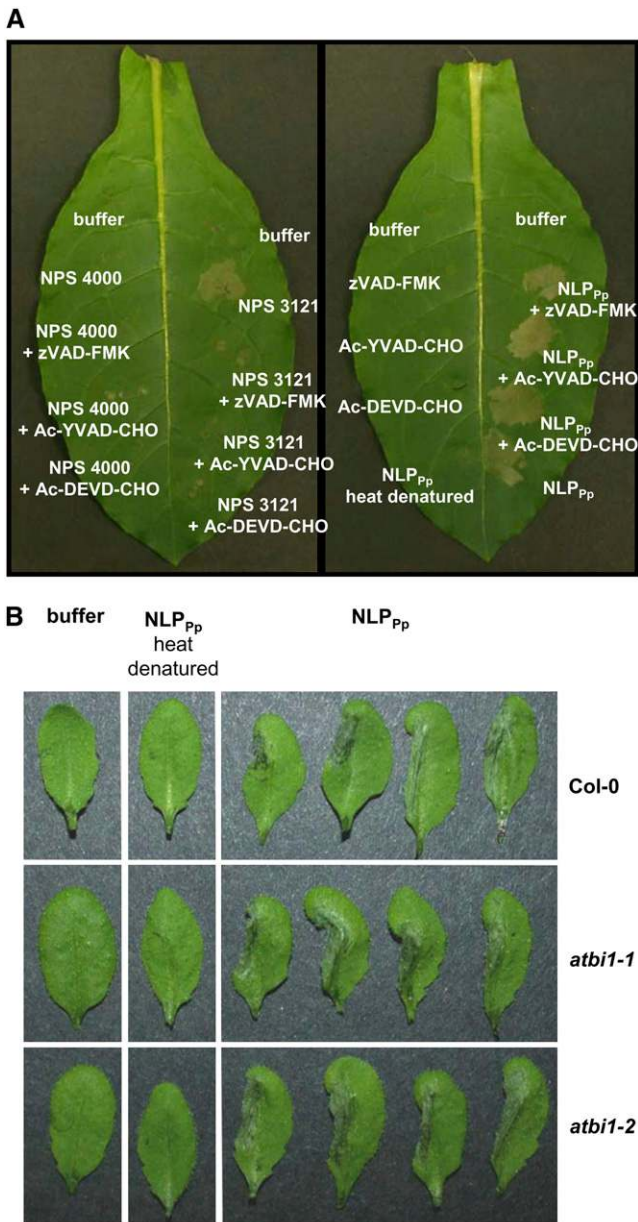 A
buffer
NPS 4000
NPS 4000
+ zVAD-FMK
NPS 4000
+ Ac-YVAD-CHO
NPS 4000
+ Ac-DEVD-CHO
buffer
NPS 3121
NPS 3121
+ zVAD-FMK
NPS 3121
+ Ac-YVAD-CHO
NPS 3121
+ Ac-DEVD-CHO
buffer
zVAD-FMK
Ac-YVAD-CHO
Ac-DEVD-CHO
NLPPp
heat denatured
buffer
NLPPp
+ zVAD-FMK
NLPPp
+ Ac-YVAD-CHO
NLPPp
+ Ac-DEVD-CHO
NLPPp
B
buffer
NLPPp
heat
denatured
NLPPp
Col-0
atbi1-1
atbi1-2